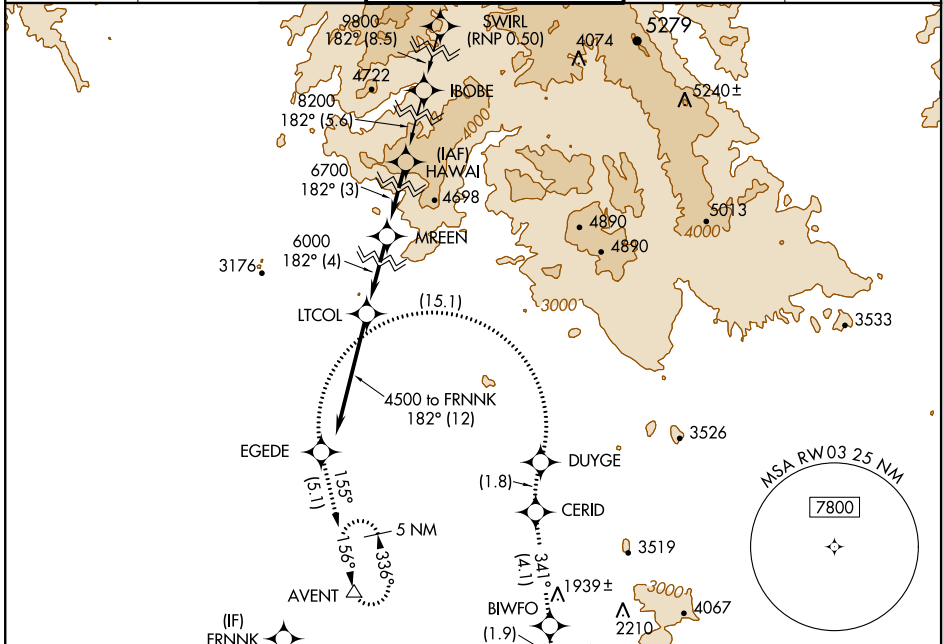 9800
182° (8.5)
SWIRL
(RNP 0.50)
4074
5279
4722
IBOBE
5240±
8200
182° (5.6)
4000
(IAF)
HAWAI
6700
182° (3)
4698
4890
5013
4000
MREEN
4890
6000
182° (4)
3176
3000
(15.1)
LTCOL
3533
4500 to FRNNK
182° (12)
3526
EGEDE
DUYGE
MSA RW03 25 NM
7800
155°
(5.1)
(1.8)
CERID
5 NM
156°
336°
3519
341°
(4.1)
1939±
3000
AVENT
BIWFO
4067
2210
(IF)
FRNNK
(1.9)